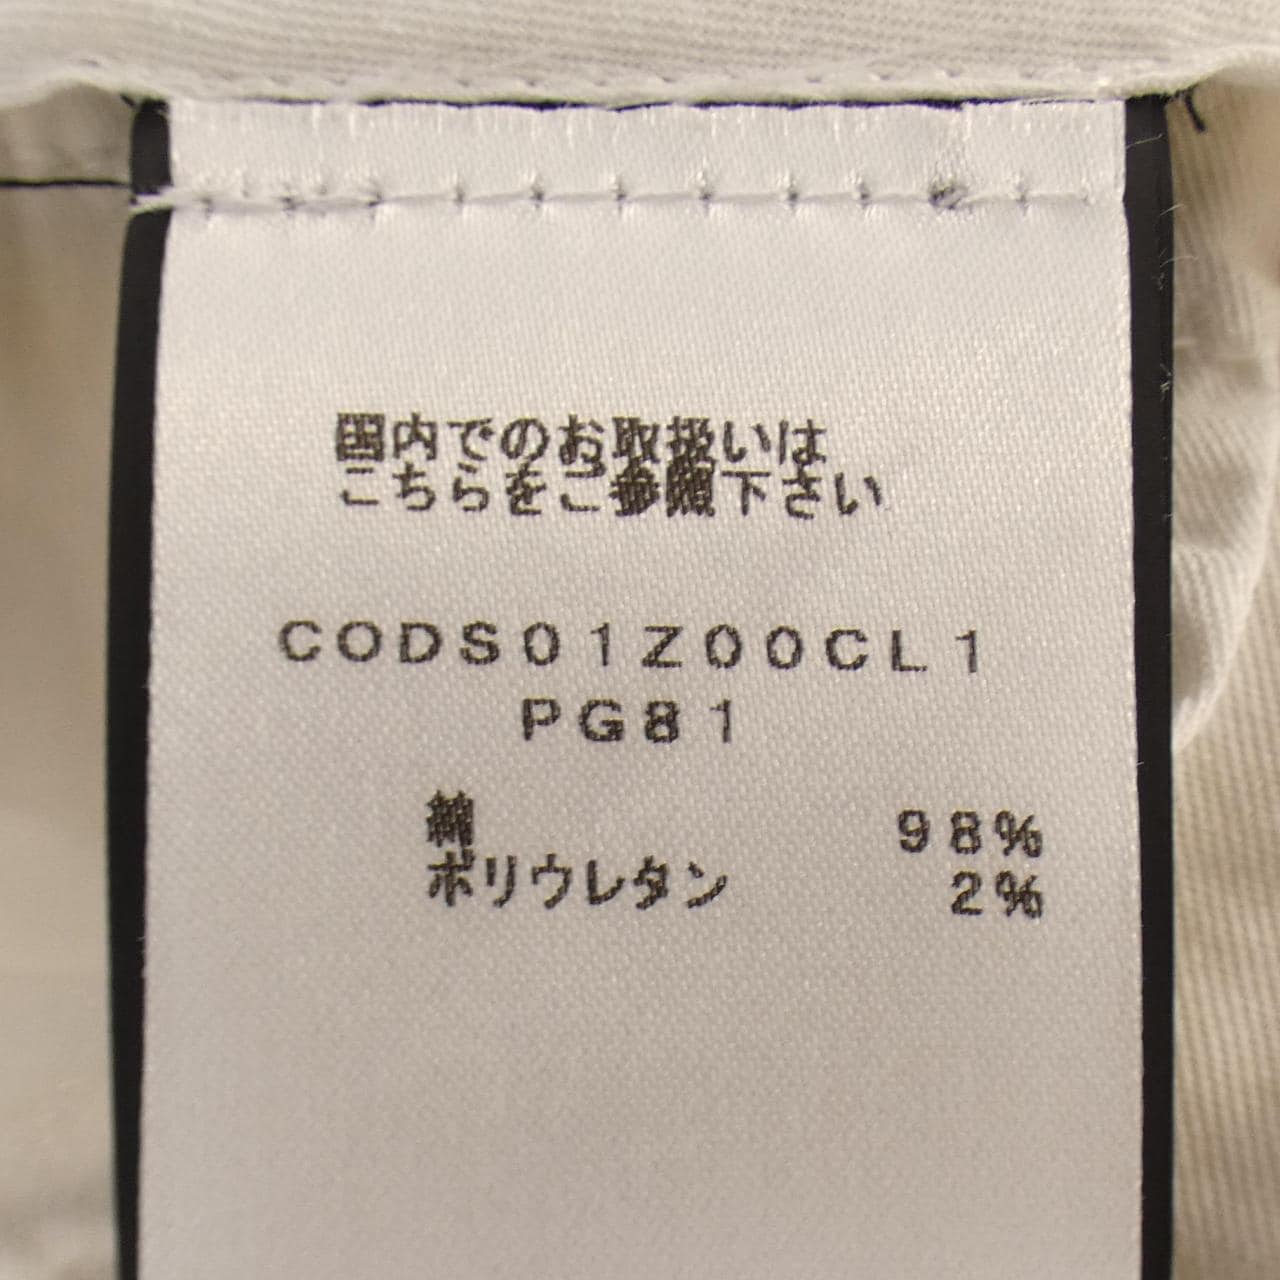 国内でのお取扱いは
こちらをご参照下さい
CODS01Z00CL1
PG81
綿 98%
ポリウレタン 2%